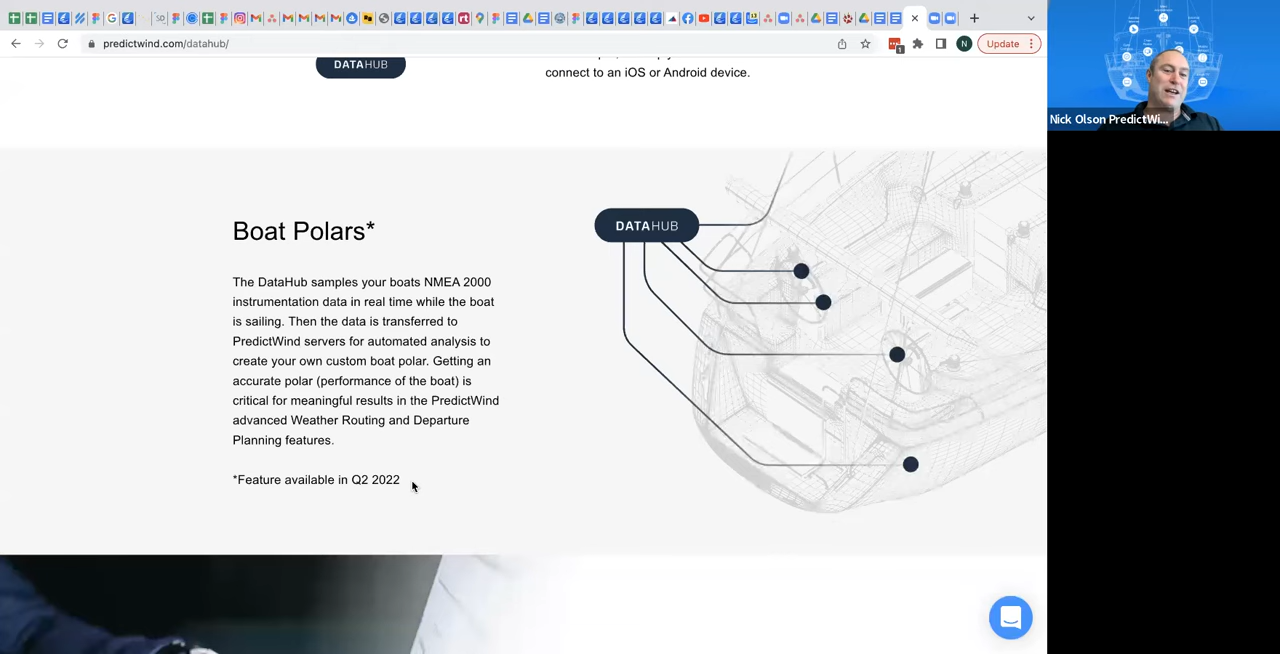 predictwind.com/datahub/
1
N
Update
Nick Olson PredictWi...
DATAHUB
connect to an iOS or Android device.
Boat Polars*
DATAHUB
The DataHub samples your boats NMEA 2000
instrumentation data in real time while the boat
is sailing. Then the data is transferred to
PredictWind servers for automated analysis to
create your own custom boat polar. Getting an
accurate polar (performance of the boat) is
critical for meaningful results in the PredictWind
advanced Weather Routing and Departure
Planning features.
*Feature available in Q2 2022